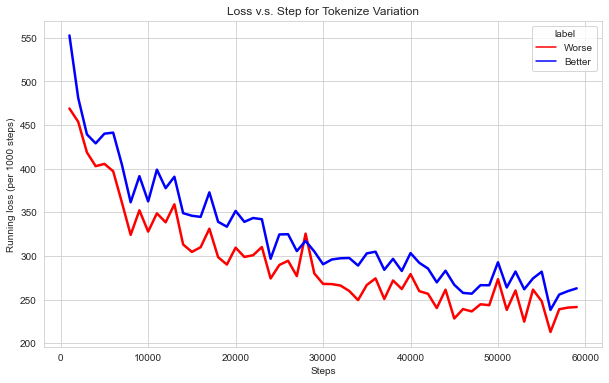 Loss v.s. Step for Tokenize Variation
label
Worse
Better
Running loss (per 1000 steps)
550
500
450
400
350
300
250
200
0
10000
20000
30000
40000
50000
60000
Steps